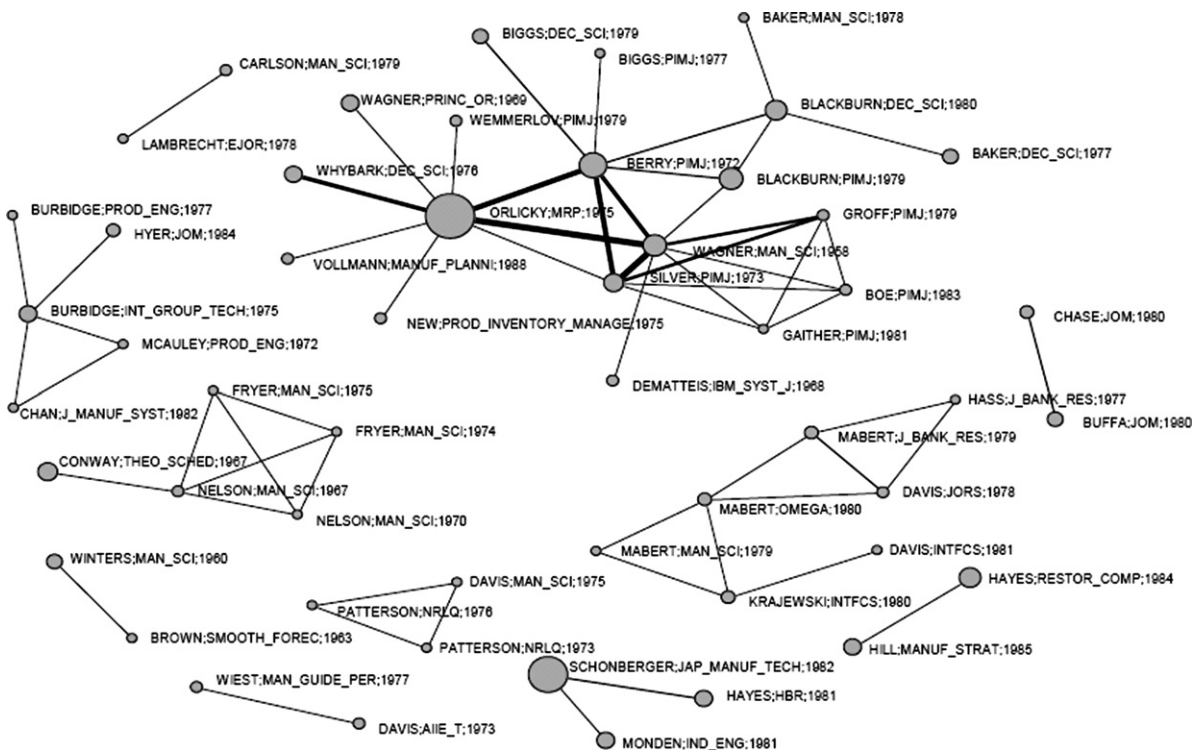 BAKER;MAN_SCI;1978
BIGGS;DEC_SCI;1979
BIGGS;PIMJ;1977
CARLSON;MAN_SCI;1979
WAGNER;PRINC_OR;1969
BLACKBURN;DEC_SCI;1980
WEMMERLOV;PIMJ;1979
LAMBRECHT;EJOR;1978
BAKER;DEC_SCI;1977
BERRY;PIMJ;1972
WHYBARK;DEC_SCI;1976
BLACKBURN;PIMJ;1979
BURBIDGE;PROD_ENG;1977
ORLICKY;MRP;1975
GROFF;PIMJ;1979
HYER;JOM;1984
WAGNER;MAN_SCI;1958
VOLLMANN;MANUF_PLANNI;1988
SILVER;PIMJ;1973
BOE;PIMJ;1983
BURBIDGE;INT_GROUP_TECH;1975
CHASE;JOM;1980
NEW;PROD_INVENTORY_MANAGE;1975
GAITHER;PIMJ;1981
MCAULEY;PROD_ENG;1972
DEMATTEIS;IBM_SYST_J;1968
FRYER;MAN_SCI;1975
HASS;J_BANK_RES;1977
CHAN;J_MANUF_SYST;1982
BUFFA;JOM;1980
FRYER;MAN_SCI;1974
MABERT;J_BANK_RES;1979
CONWAY;THEO_SCHED;1967
NELSON;MAN_SCI;1967
DAVIS;JORS;1978
MABERT;OMEGA;1980
NELSON;MAN_SCI;1970
MABERT;MAN_SCI;1979
DAVIS;INTFCS;1981
WINTERS;MAN_SCI;1960
HAYES;RESTOR_COMP;1984
DAVIS;MAN_SCI;1975
KRAJEWSKI;INTFCS;1980
PATTERSON;NRLQ;1976
BROWN;SMOOTH_FOREC;1963
PATTERSON;NRLQ;1973
HILL;MANUF_STRAT;1985
SCHONBERGER;JAP_MANUF_TECH;1982
WIEST;MAN_GUIDE_PER;1977
HAYES;HBR;1981
DAVIS;AIIE_T;1973
MONDEN;IND_ENG;1981